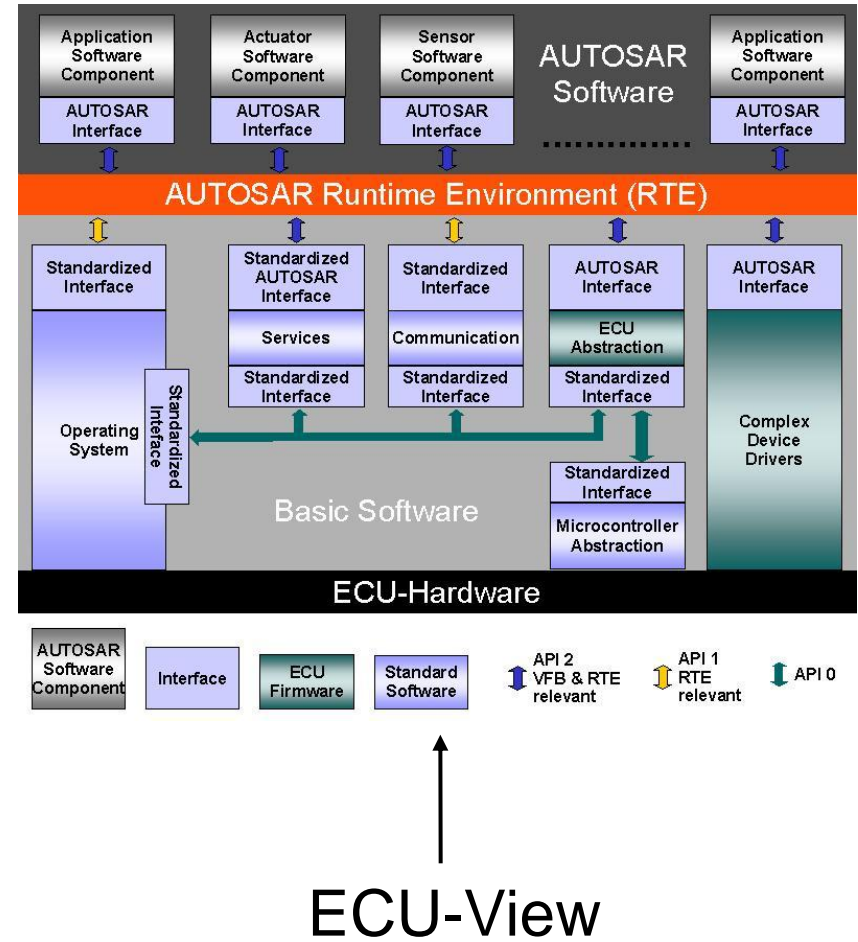 Application
Software
Component
AUTOSAR
Interface
Actuator
Software
Component
AUTOSAR
Interface
Sensor
Software
Component
AUTOSAR
Interface
AUTOSAR
Software
Application
Software
Component
AUTOSAR
Interface
AUTOSAR Runtime Environment (RTE)
Standardized
Interface
Operating
System
Standardized
Inteface
Standardized
AUTOSAR
Interface
Services
Standardized
Interface
Standardized
Interface
Communication
Standardized
Interface
AUTOSAR
Interface
ECU
Abstraction
Standardized
Interface
Standardized
Interface
Microcontroller
Abstraction
AUTOSAR
Interface
Complex
Device
Drivers
Basic Software
ECU-Hardware
AUTOSAR
Software
Component
Interface
ECU
Firmware
Standard
Software
API 2
VFB & RTE
relevant
API 1
RTE
relevant
API 0
ECU-View